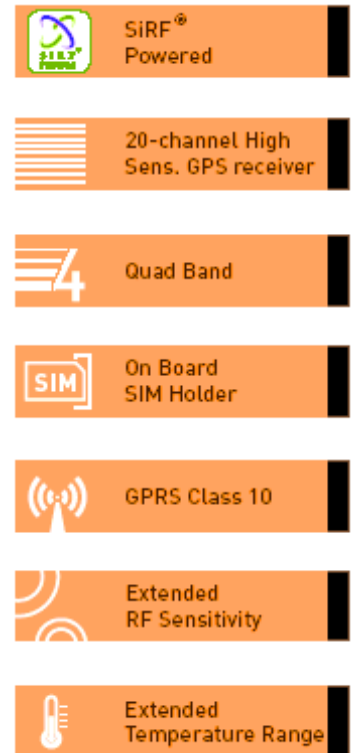 SiRF®
Powered
20-channel High
Sens. GPS receiver
4
Quad Band
SIM
On Board
SIM Holder
GPRS Class 10
Extended
RF Sensitivity
Extended
Temperature Range